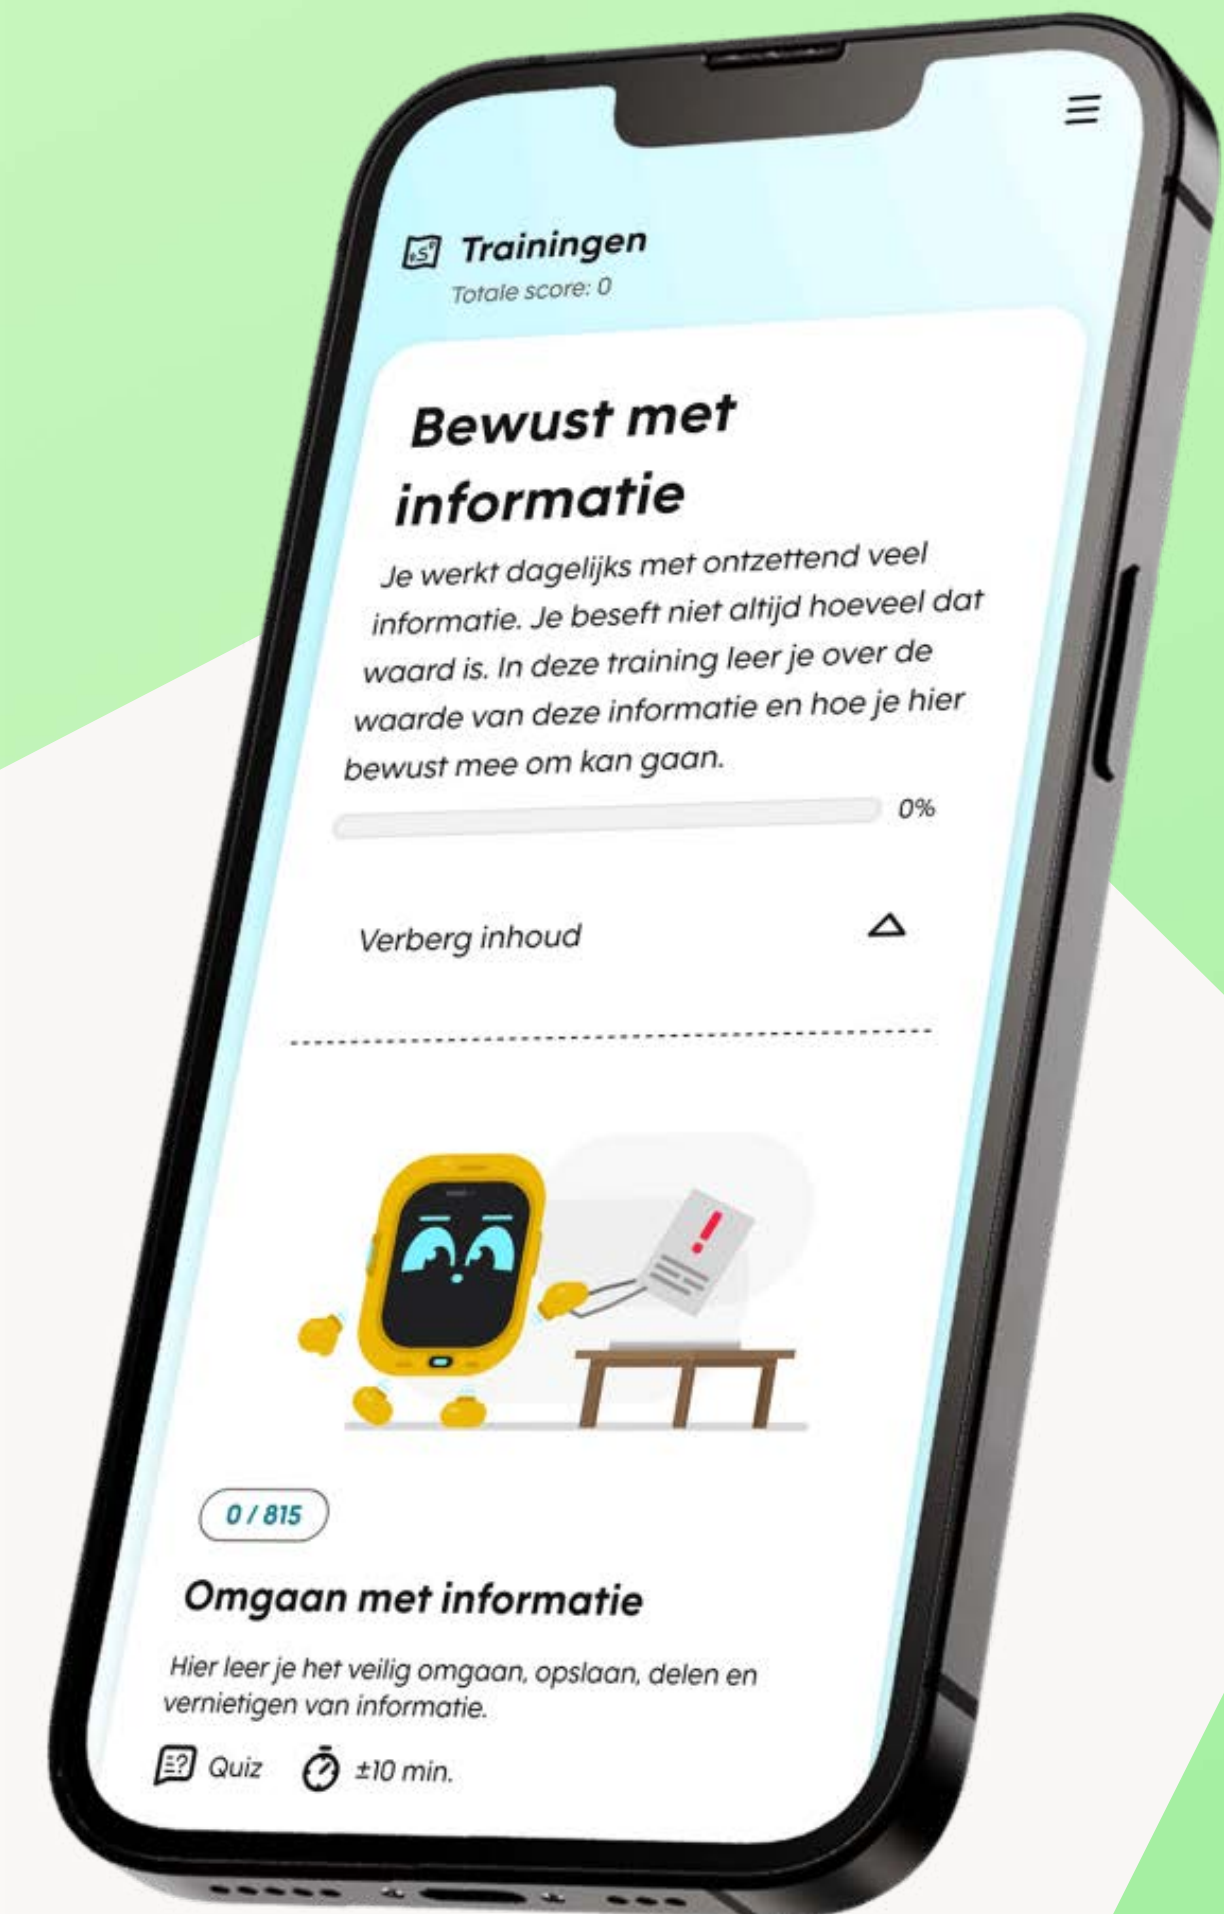 Trainingen
Totale score: 0
Bewust met
informatie
Je werkt dagelijks met ontzettend veel
informatie. Je beseft niet altijd hoeveel dat
waard is. In deze training leer je over de
waarde van deze informatie en hoe je hier
bewust mee om kan gaan.
0%
Verberg inhoud
0 / 815
Omgaan met informatie
Hier leer je het veilig omgaan, opslaan, delen en
vernietigen van informatie.
Quiz ±10 min.